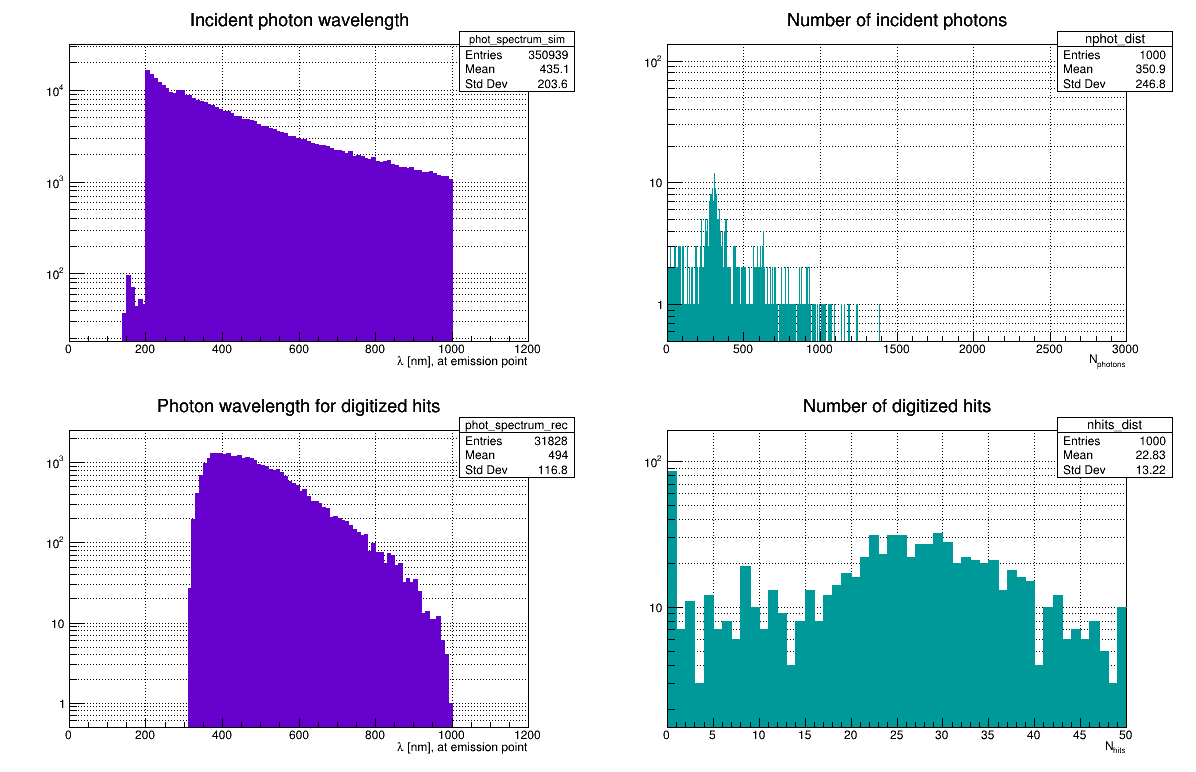 Incident photon wavelength
phot_spectrum_sim
Entries 350939
Mean 435.1
Std Dev 203.6
10^4
10^3
10^2
0 200 400 600 800 1000 1200
λ [nm], at emission point
Number of incident photons
nphot_dist
Entries 1000
Mean 350.9
Std Dev 246.8
10^2
10
1
0 500 1000 1500 2000 2500 3000
N_photons
Photon wavelength for digitized hits
phot_spectrum_rec
Entries 31828
Mean 494
Std Dev 116.8
10^3
10^2
10
1
0 200 400 600 800 1000 1200
λ [nm], at emission point
Number of digitized hits
nhits_dist
Entries 1000
Mean 22.83
Std Dev 13.22
10^2
10
0 5 10 15 20 25 30 35 40 45 50
N_hits